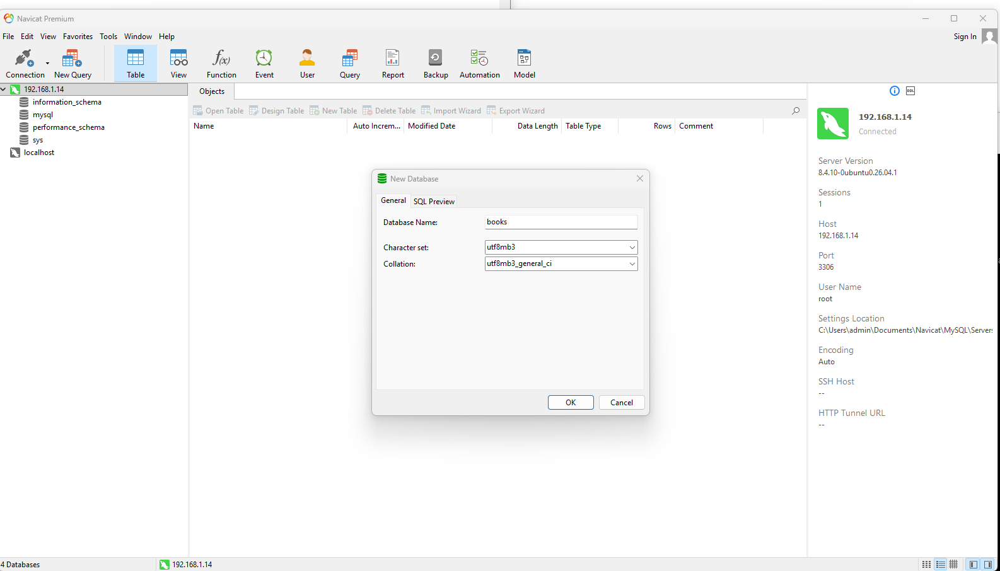 Navicat Premium
File Edit View Favorites Tools Window Help
Sign In
Connection New Query Table View Function Event User Query Report Backup Automation Model
f(x)
192.168.1.14
information_schema
mysql
performance_schema
sys
localhost
Objects
Open Table Design Table New Table Delete Table Import Wizard Export Wizard
Name Auto Increm... Modified Date Data Length Table Type Rows Comment
New Database
General SQL Preview
Database Name: books
Character set: utf8mb3
Collation: utf8mb3_general_ci
OK Cancel
DDL
192.168.1.14
Connected
Server Version
8.4.10-0ubuntu0.26.04.1
Sessions
1
Host
192.168.1.14
Port
3306
User Name
root
Settings Location
C:\Users\admin\Documents\Navicat\MySQL\Servers
Encoding
Auto
SSH Host
--
HTTP Tunnel URL
--
4 Databases
192.168.1.14